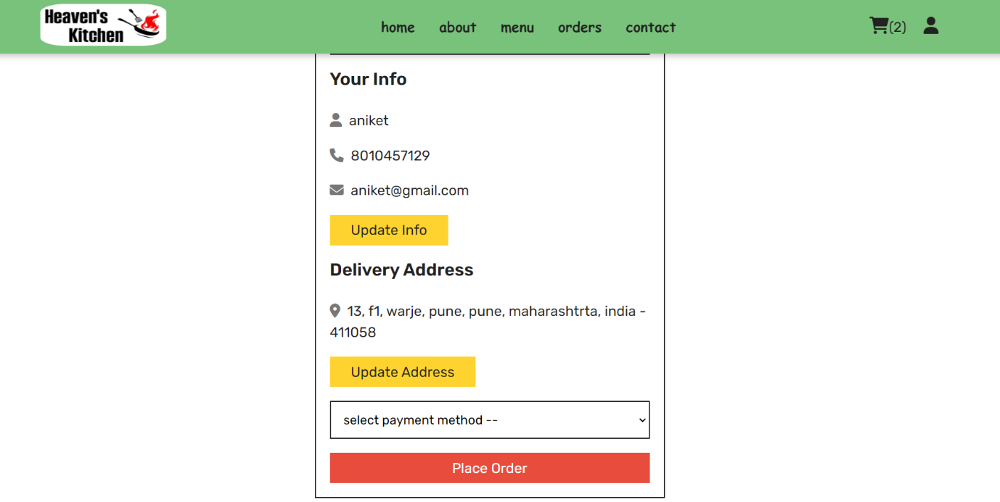 Heaven's
Kitchen
home about menu orders contact (2)
Your Info
aniket
8010457129
aniket@gmail.com
Update Info
Delivery Address
13, f1, warje, pune, pune, maharashtrta, india -
411058
Update Address
select payment method --
Place Order